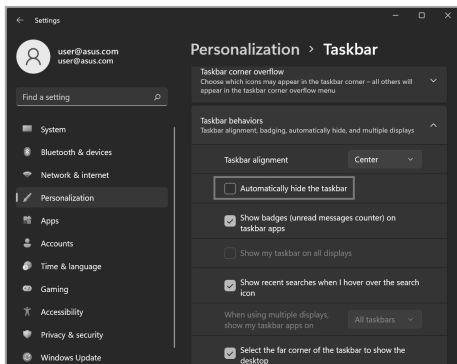 Settings
user@asus.com
user@asus.com
Find a setting
System
Bluetooth & devices
Network & internet
Personalization
Apps
Accounts
Time & language
Gaming
Accessibility
Privacy & security
Windows Update
Personalization > Taskbar
Taskbar corner overflow
Choose which icons may appear in the taskbar corner – all others will
appear in the taskbar corner overflow menu
Taskbar behaviors
Taskbar alignment, badging, automatically hide, and multiple displays
Taskbar alignment Center
Automatically hide the taskbar
Show badges (unread messages counter) on
taskbar apps
Show my taskbar on all displays
Show recent searches when I hover over the search
icon
When using multiple displays,
show my taskbar apps on All taskbars
Select the far corner of the taskbar to show the
desktop